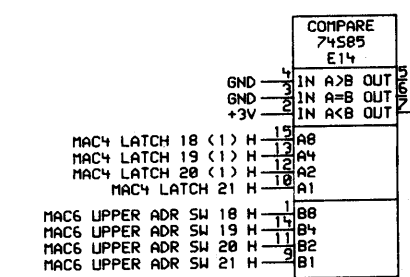 COMPARE
74S85
E14
GND 4 IN A>B OUT 5
GND 3 IN A=B OUT 6
+3V 2 IN A<B OUT 7
MAC4 LATCH 18 (1) H 15 A8
MAC4 LATCH 19 (1) H 13 A4
MAC4 LATCH 20 (1) H 12 A2
MAC4 LATCH 21 H 10 A1
MAC6 UPPER ADR SW 18 H 1 B8
MAC6 UPPER ADR SW 19 H 14 B4
MAC6 UPPER ADR SW 20 H 11 B2
MAC6 UPPER ADR SW 21 H 9 B1